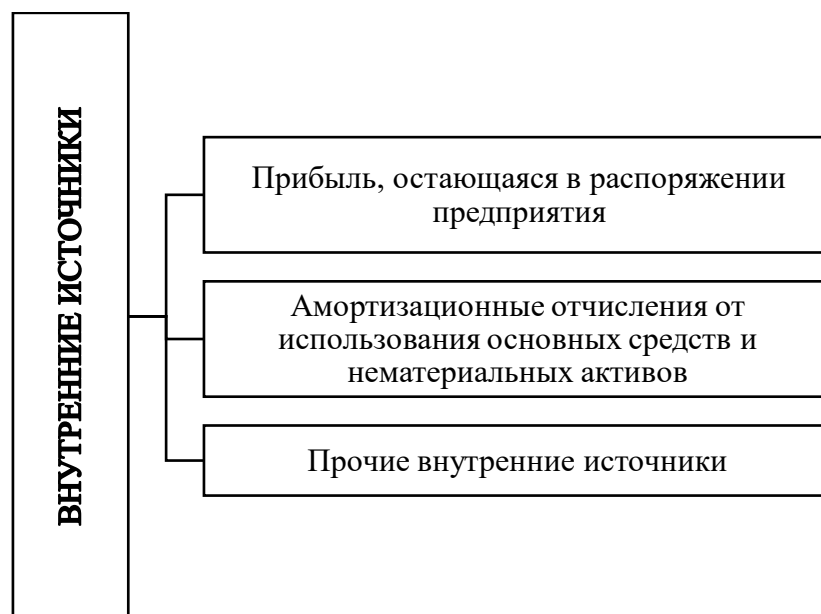 ВНУТРЕННИЕ ИСТОЧНИКИ
Прибыль, остающаяся в распоряжении
предприятия
Амортизационные отчисления от
использования основных средств и
нематериальных активов
Прочие внутренние источники